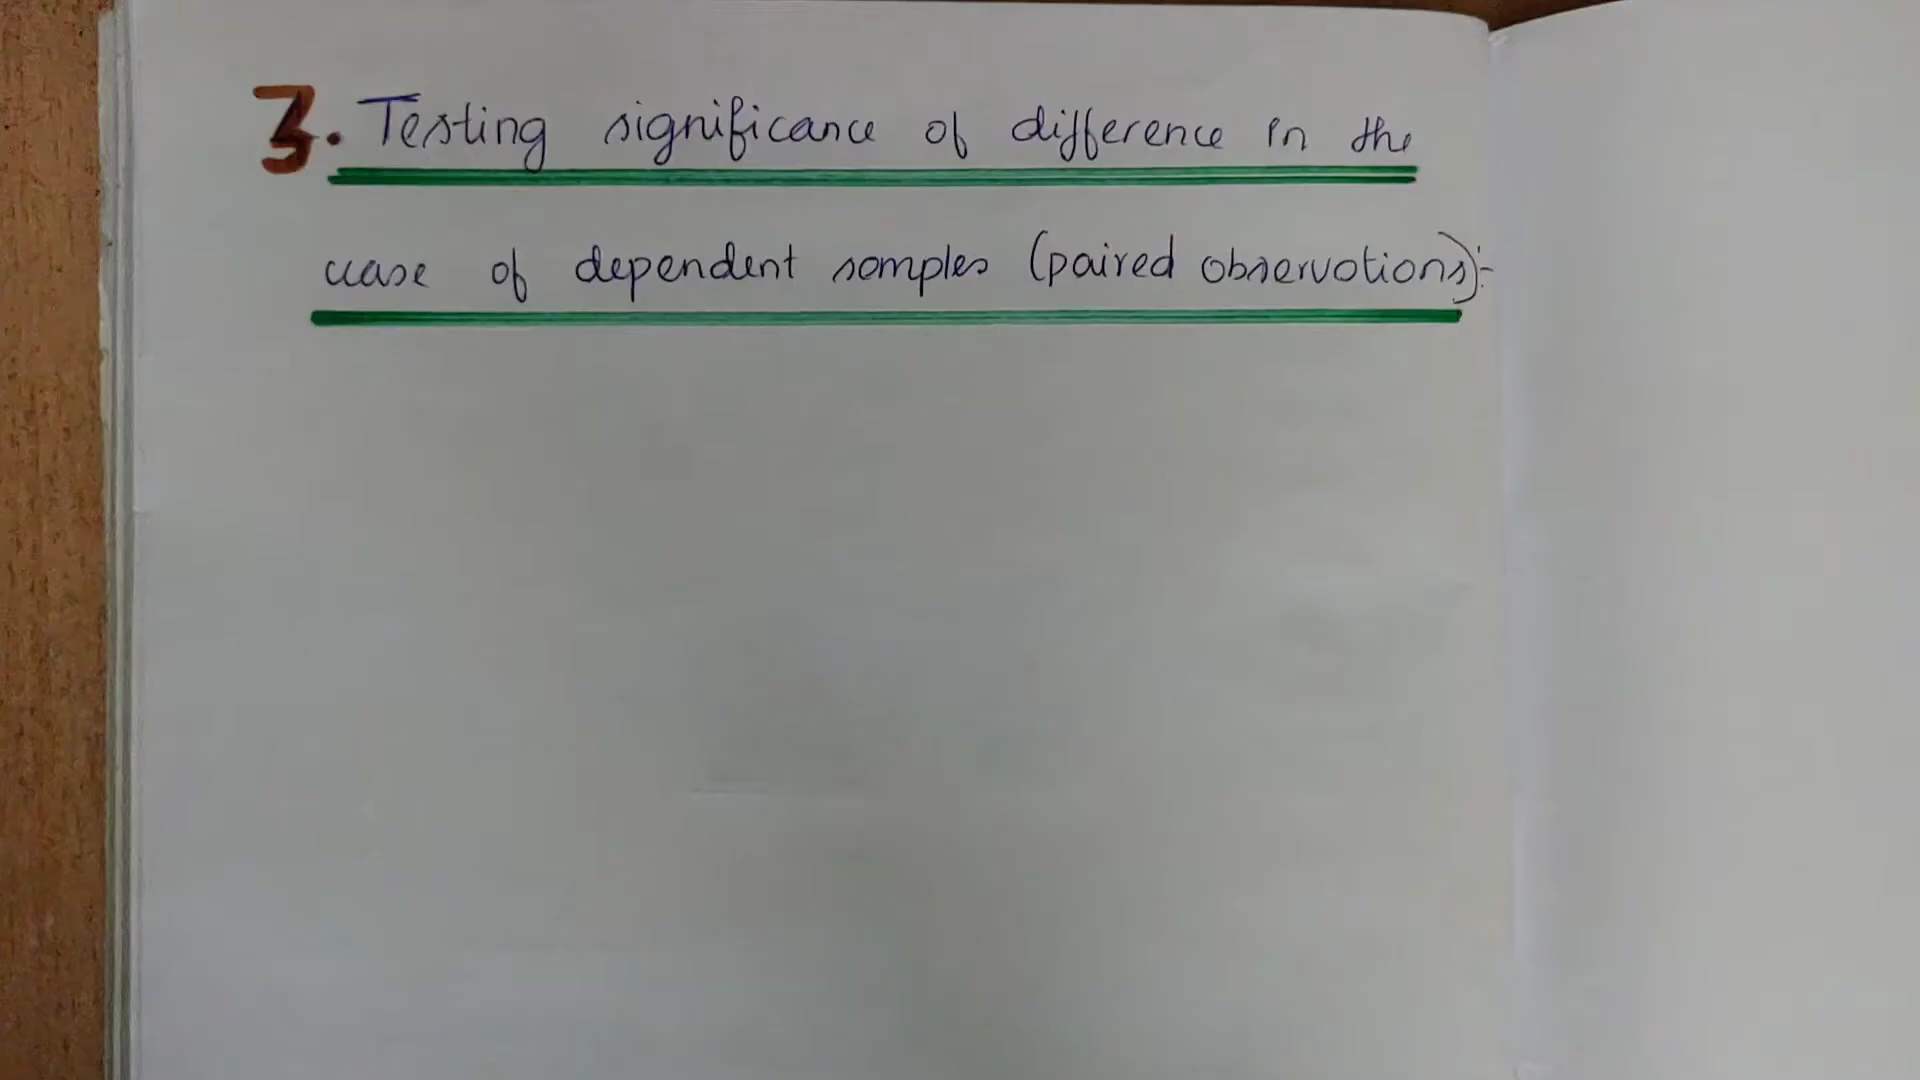 3. Testing significance of difference in the
case of dependent samples (paired observations):-